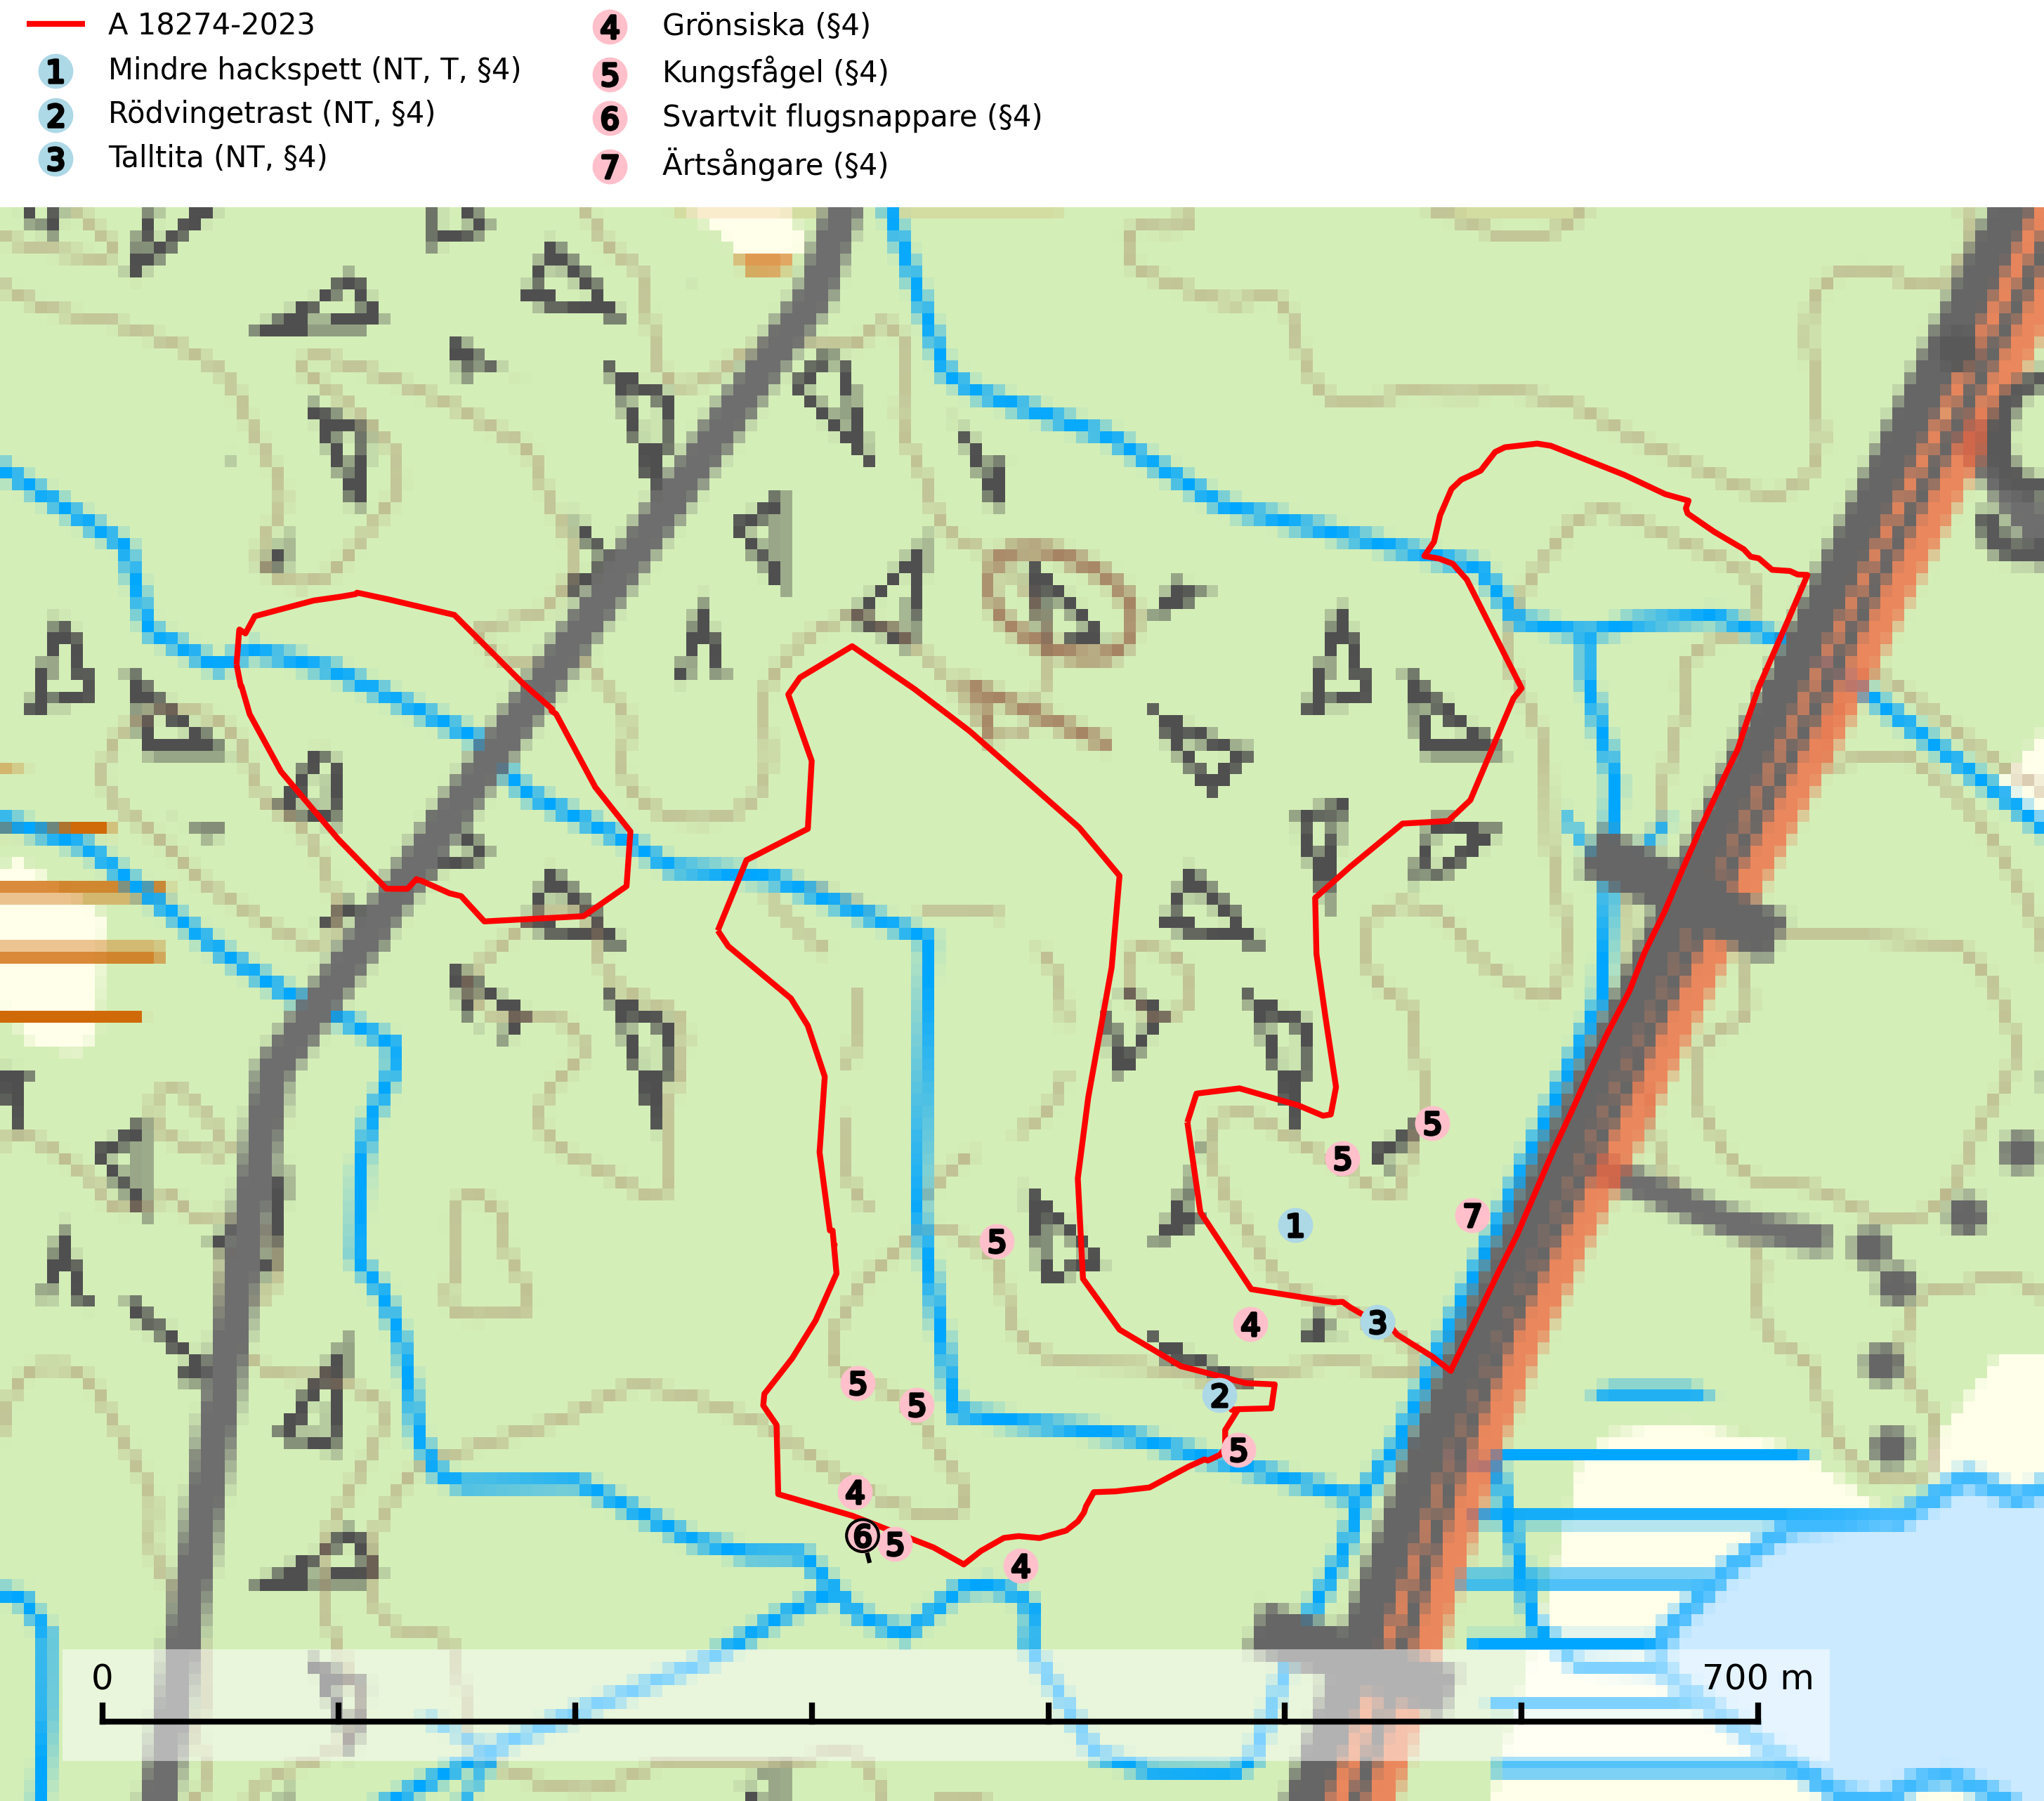 A 18274-2023
1 Mindre hackspett (NT, T, §4)
2 Rödvingetrast (NT, §4)
3 Talltita (NT, §4)
4 Grönsiska (§4)
5 Kungsfågel (§4)
6 Svartvit flugsnappare (§4)
7 Ärtsångare (§4)
5
5
7
1
5
3
4
5
2
5
5
4
6
5
4
0 700 m